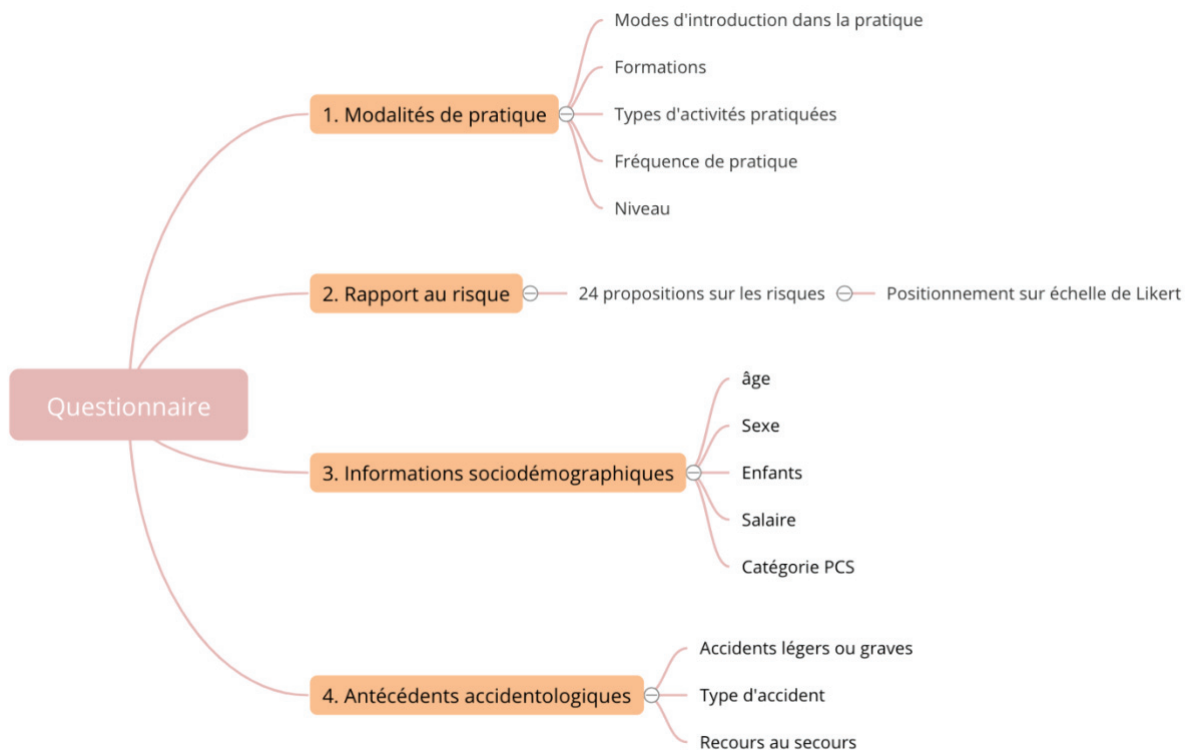 Questionnaire
1. Modalités de pratique
Modes d'introduction dans la pratique
Formations
Types d'activités pratiquées
Fréquence de pratique
Niveau
2. Rapport au risque
24 propositions sur les risques
Positionnement sur échelle de Likert
3. Informations sociodémographiques
âge
Sexe
Enfants
Salaire
Catégorie PCS
4. Antécédents accidentologiques
Accidents légers ou graves
Type d'accident
Recours au secours